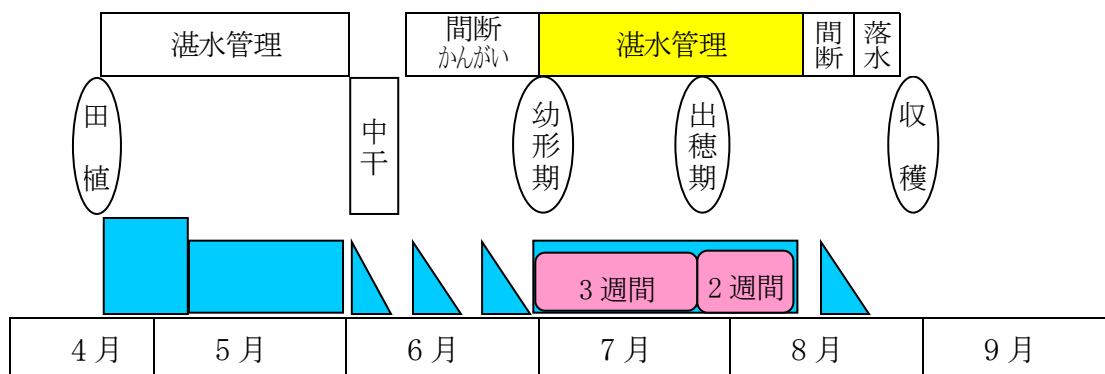 湛水管理
間断
かんがい
湛水管理
間断
落水
田植
中干
幼形期
出穂期
収穫
3週間
2週間
4月
5月
6月
7月
8月
9月